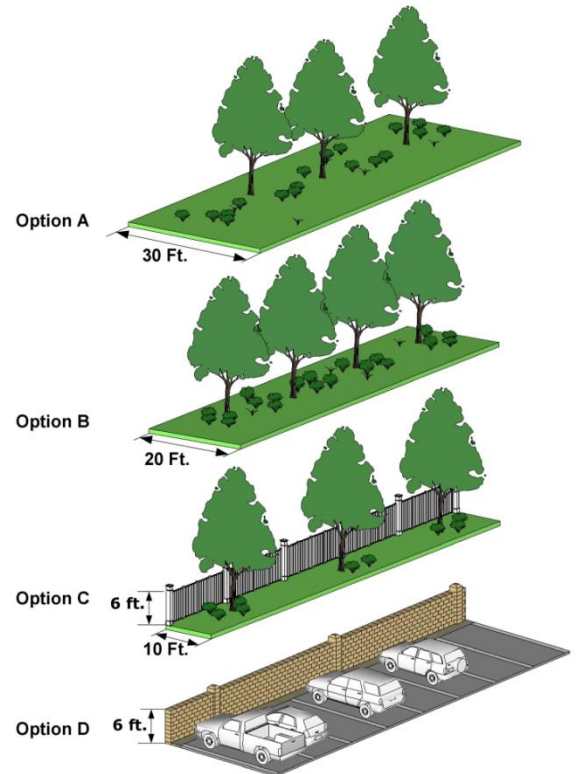 Option A
30 Ft.
Option B
20 Ft.
Option C
6 ft.
10 Ft.
Option D
6 ft.